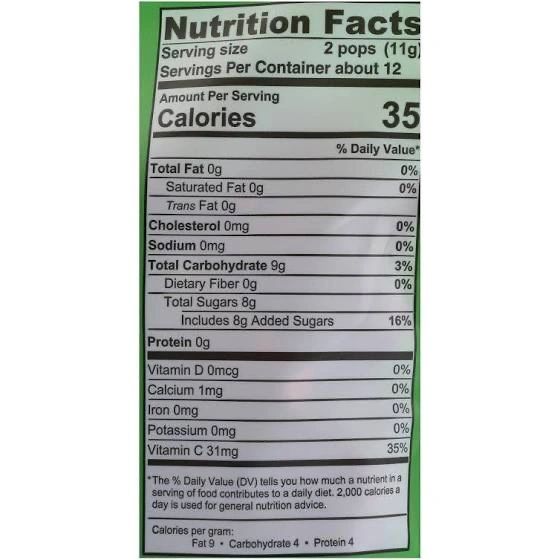 Nutrition Facts
Serving size 2 pops (11g)
Servings Per Container about 12
Amount Per Serving
Calories 35
% Daily Value*
Total Fat 0g 0%
Saturated Fat 0g 0%
Trans Fat 0g
Cholesterol 0mg 0%
Sodium 0mg 0%
Total Carbohydrate 9g 3%
Dietary Fiber 0g 0%
Total Sugars 8g
Includes 8g Added Sugars 16%
Protein 0g
Vitamin D 0mcg 0%
Calcium 1mg 0%
Iron 0mg 0%
Potassium 0mg 0%
Vitamin C 31mg 35%
*The % Daily Value (DV) tells you how much a nutrient in a
serving of food contributes to a daily diet. 2,000 calories a
day is used for general nutrition advice.
Calories per gram:
Fat 9 • Carbohydrate 4 • Protein 4